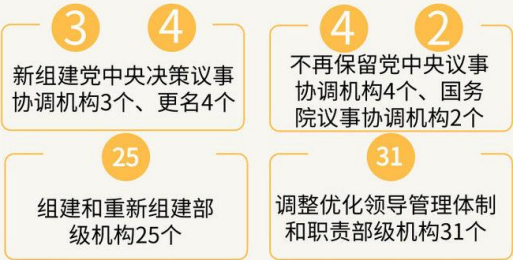 3 4
新组建党中央决策议事
协调机构3个、更名4个
4 2
不再保留党中央议事
协调机构4个、国务
院议事协调机构2个
25
组建和重新组建部
级机构25个
31
调整优化领导管理体制
和职责部级机构31个